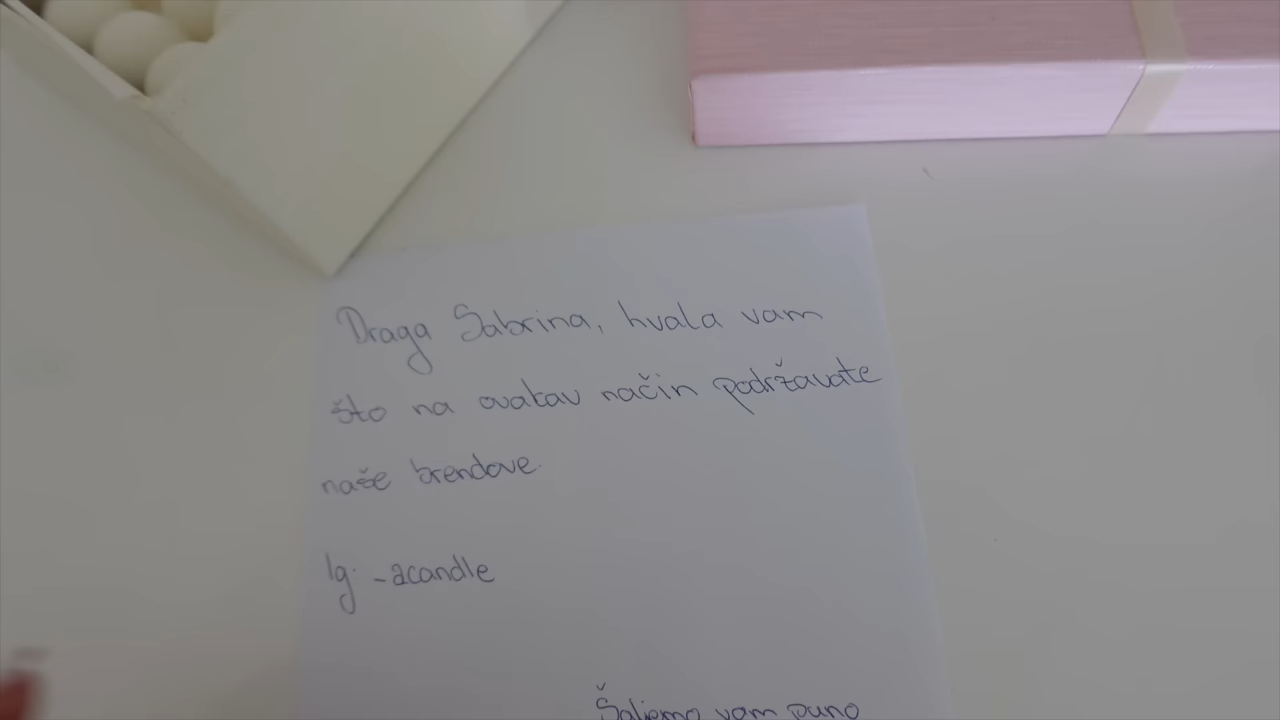 Draga Sabrina, hvala vam
što na ovakav način podržavate
naše brendove.
Ig: -acandle
Šaljemo vam puno